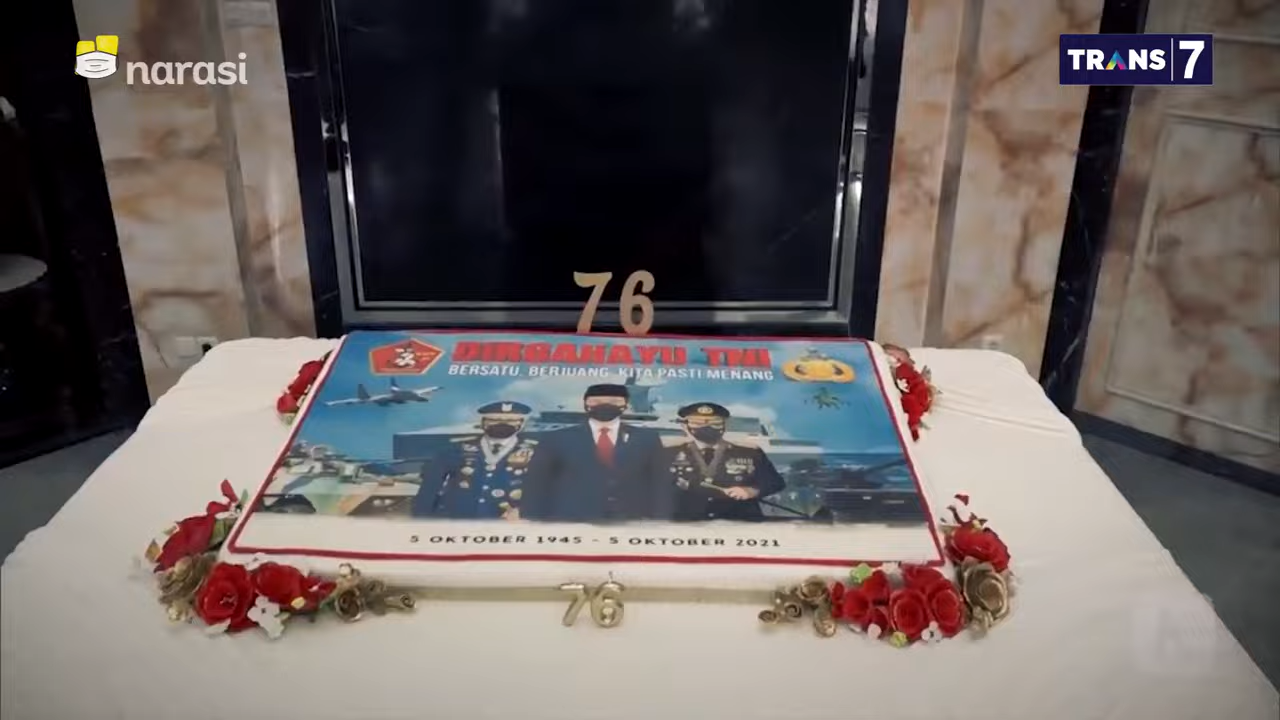 narasi
TRANS 7
76
DIRGAHAYU TNI
BERSATU, BERJUANG, KITA PASTI MENANG
5 OKTOBER 1945 - 5 OKTOBER 2021
76